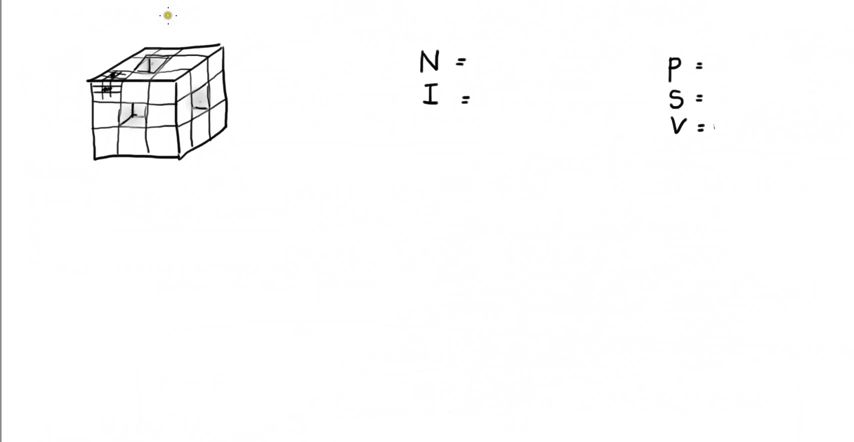 N =
I =
P =
S =
V =